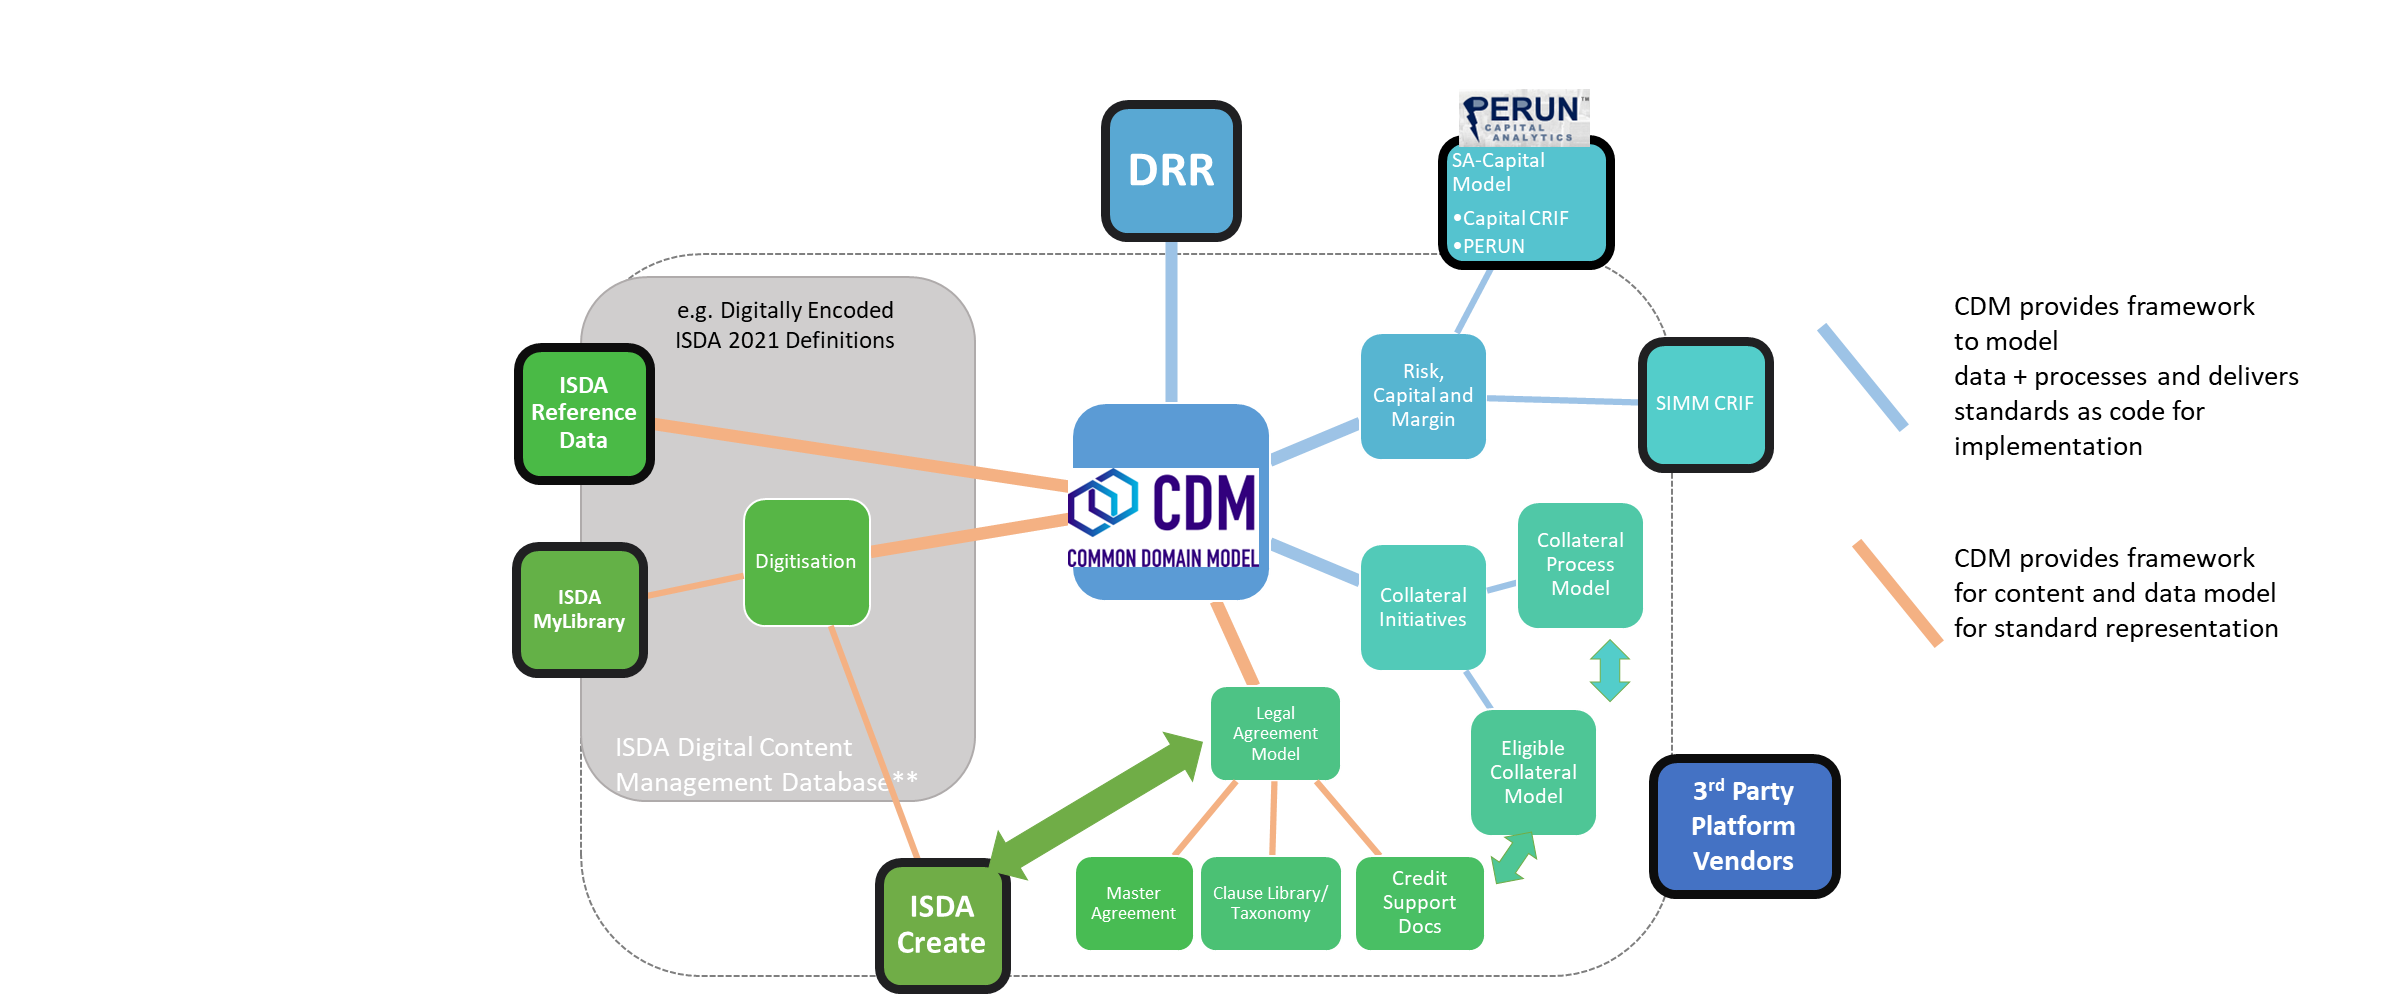 PERUN™
CAPITAL
ANALYTICS
DRR
SA-Capital
Model
•Capital CRIF
•PERUN
e.g. Digitally Encoded
ISDA 2021 Definitions
ISDA
Reference
Data
Risk,
Capital and
Margin
SIMM CRIF
CDM provides framework
to model
data + processes and delivers
standards as code for
implementation
CDM
COMMON DOMAIN MODEL
Digitisation
ISDA
MyLibrary
Collateral
Initiatives
Collateral
Process
Model
CDM provides framework
for content and data model
for standard representation
ISDA Digital Content
Management Database**
Legal
Agreement
Model
Eligible
Collateral
Model
3rd Party
Platform
Vendors
ISDA
Create
Master
Agreement
Clause Library/
Taxonomy
Credit
Support
Docs